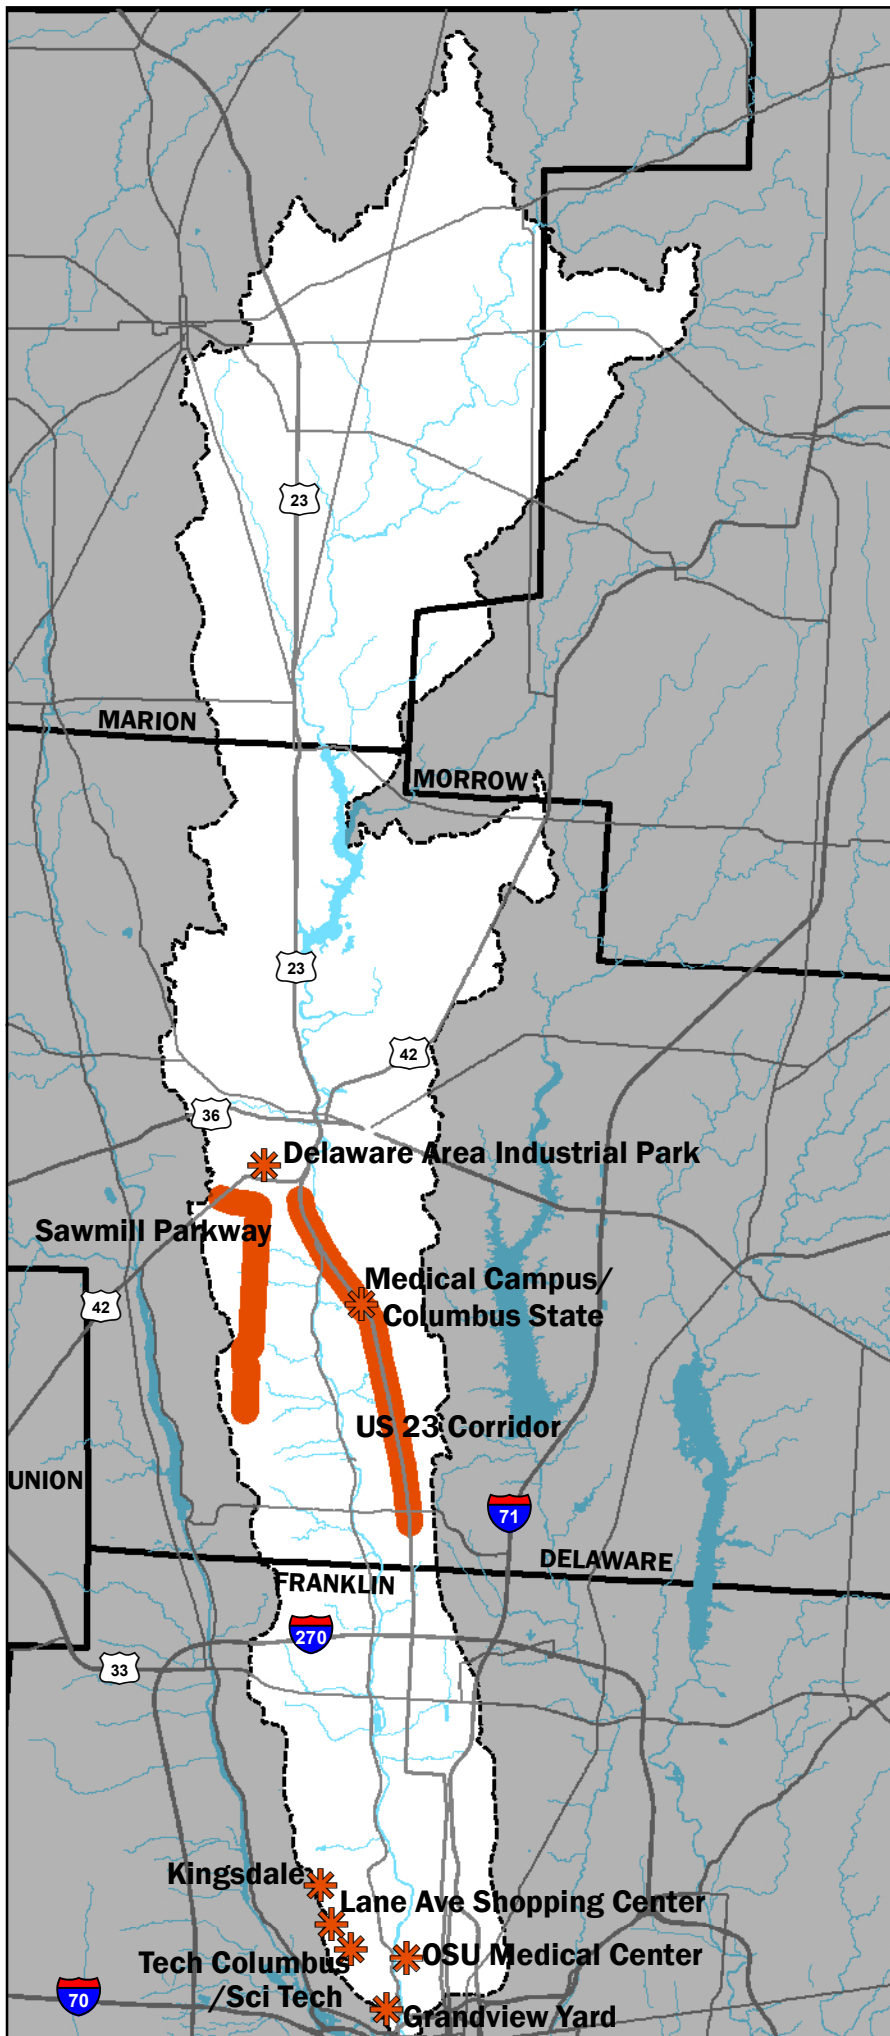 23
MARION
MORROW
23
42
36
Delaware Area Industrial Park
Sawmill Parkway
Medical Campus/
Columbus State
42
US 23 Corridor
UNION
71
DELAWARE
FRANKLIN
270
33
Kingsdale
Lane Ave Shopping Center
OSU Medical Center
Tech Columbus
/Sci Tech
70
Grandview Yard